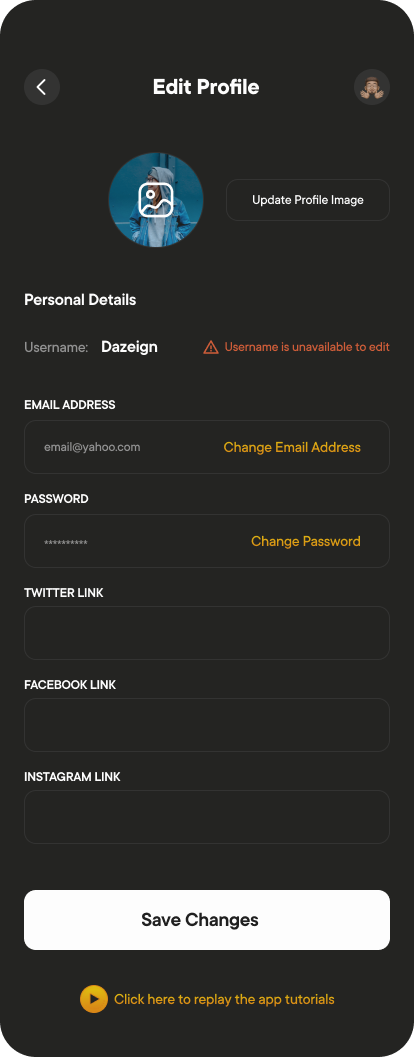 Edit Profile
Update Profile Image
Personal Details
Username: Dazeign
Username is unavailable to edit
EMAIL ADDRESS
email@yahoo.com
Change Email Address
PASSWORD
**********
Change Password
TWITTER LINK
FACEBOOK LINK
INSTAGRAM LINK
Save Changes
Click here to replay the app tutorials